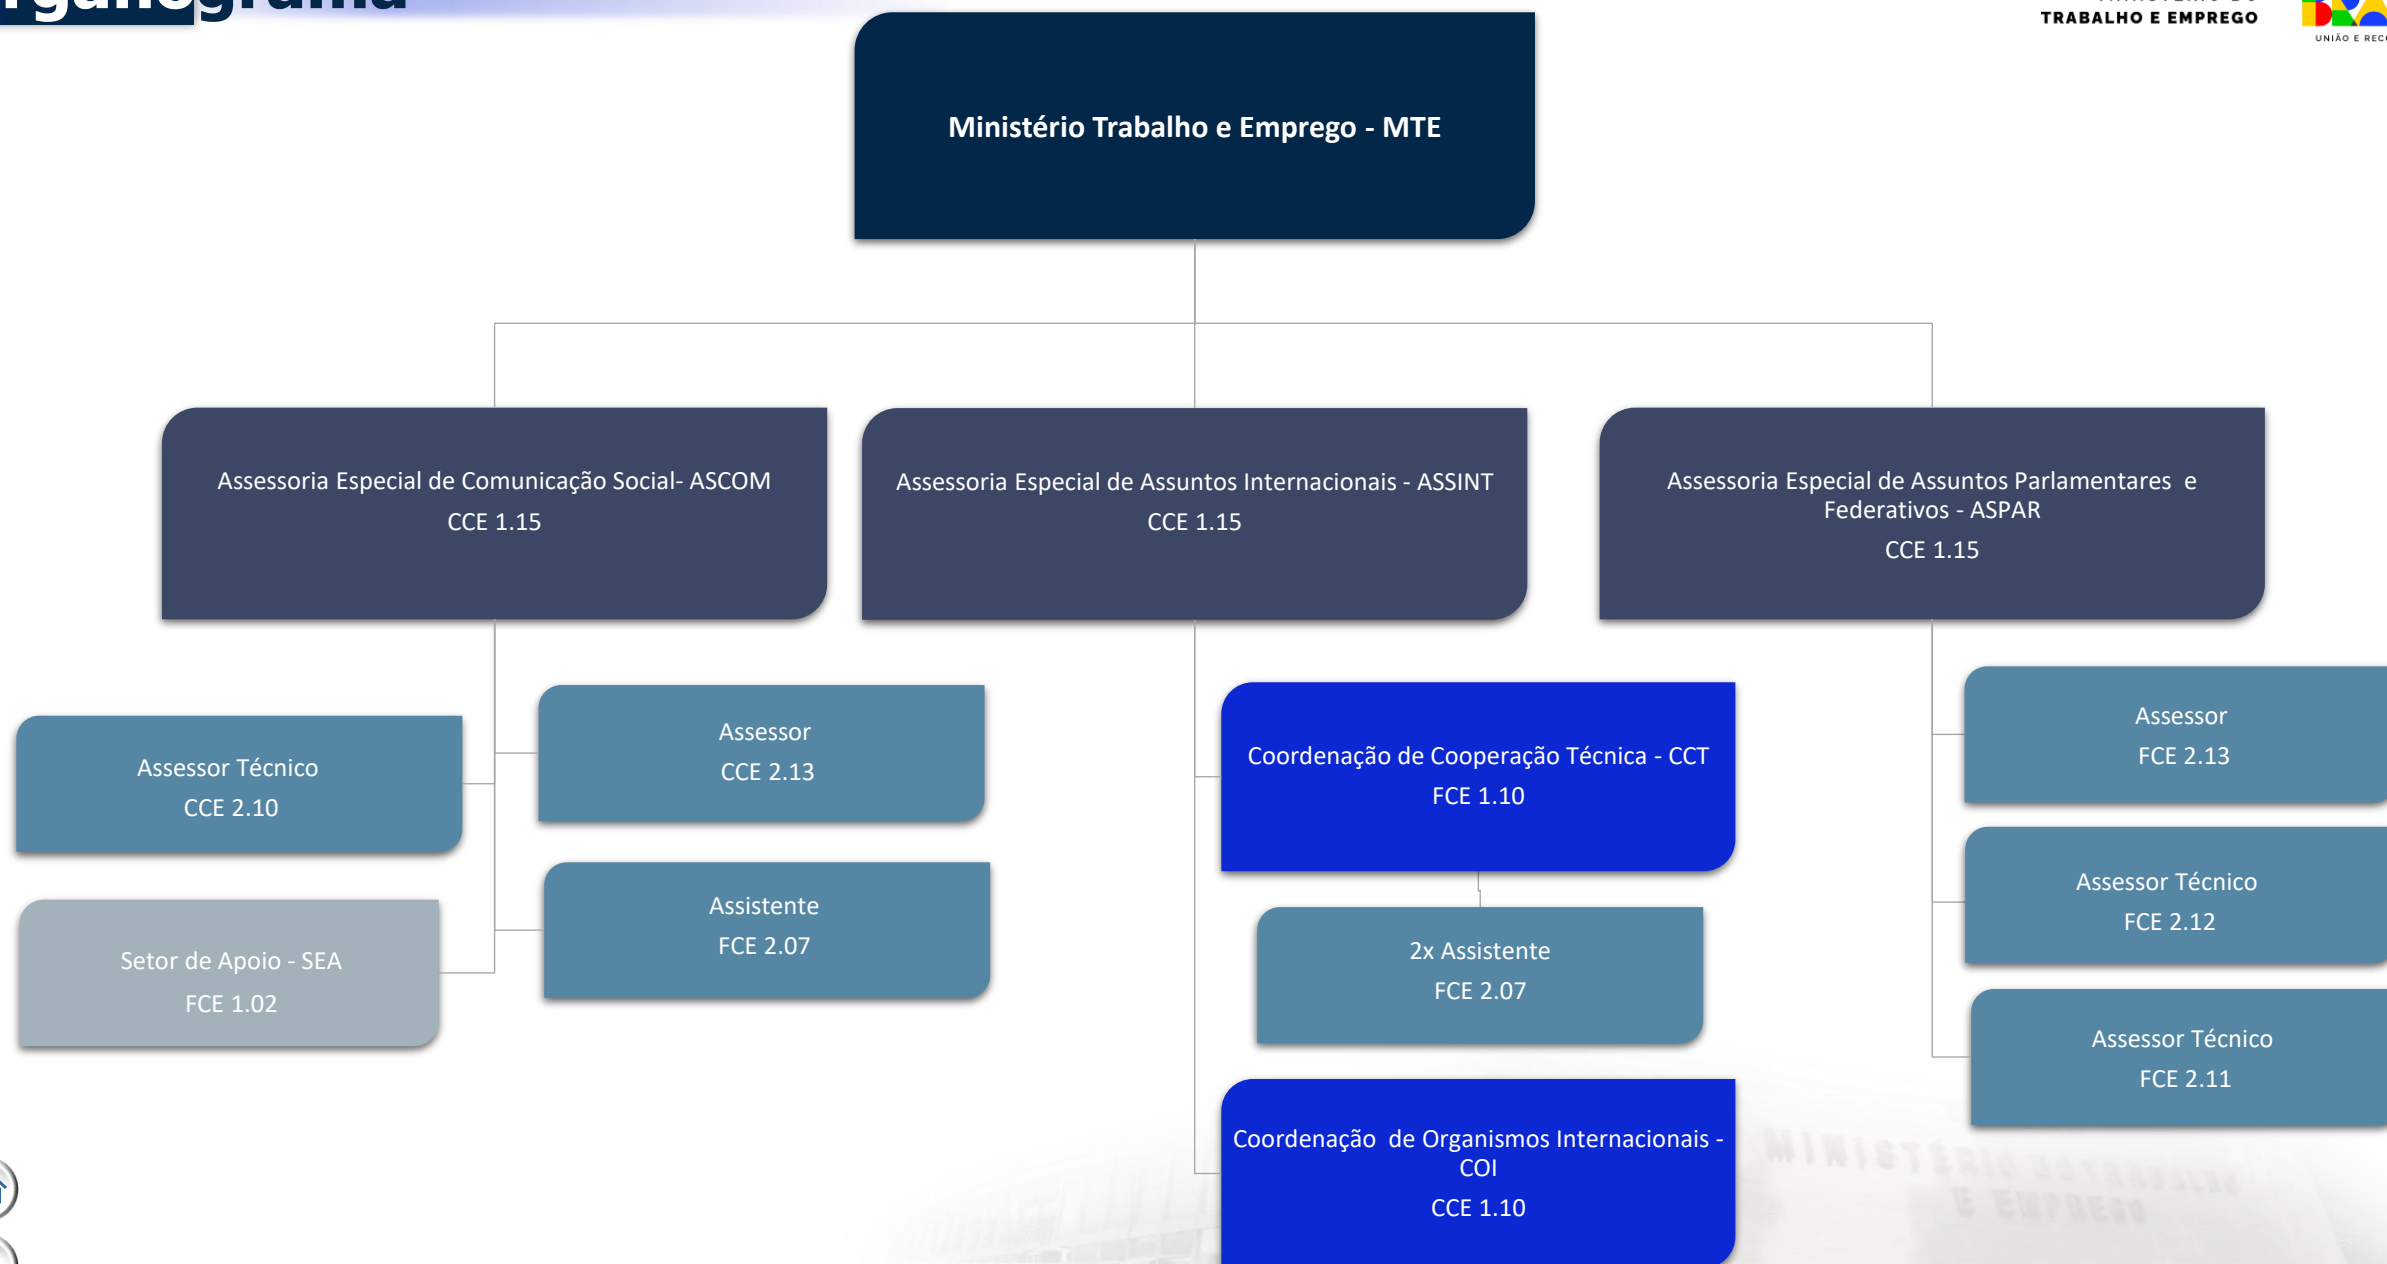 TRABALHO E EMPREGO
Ministério Trabalho e Emprego - MTE
Assessoria Especial de Comunicação Social- ASCOM
CCE 1.15
Assessoria Especial de Assuntos Internacionais - ASSINT
CCE 1.15
Assessoria Especial de Assuntos Parlamentares  e
Federativos - ASPAR
CCE 1.15
Assessor Técnico
CCE 2.10
Assessor
CCE 2.13
Setor de Apoio - SEA
FCE 1.02
Assistente
FCE 2.07
Coordenação de Cooperação Técnica - CCT
FCE 1.10
2x Assistente
FCE 2.07
Coordenação  de Organismos Internacionais -
COI
CCE 1.10
Assessor
FCE 2.13
Assessor Técnico
FCE 2.12
Assessor Técnico
FCE 2.11
MINISTÉRIO DO TRABALHO
E EMPREGO